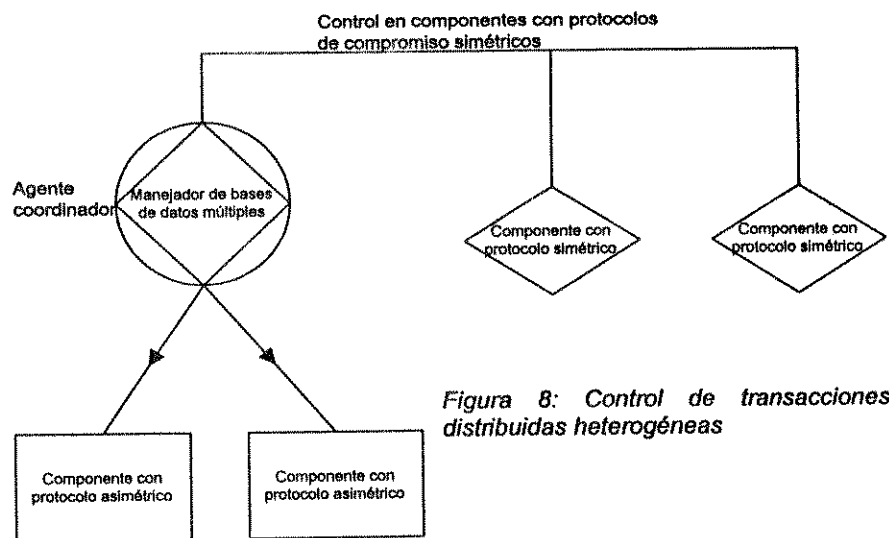 Control en componentes con protocolos
de compromiso simétricos
Agente
coordinador
Manejador de bases
de datos múltiples
Componente con
protocolo simétrico
Componente con
protocolo simétrico
Componente con
protocolo asimétrico
Componente con
protocolo asimétrico
Figura 8: Control de transacciones
distribuidas heterogéneas